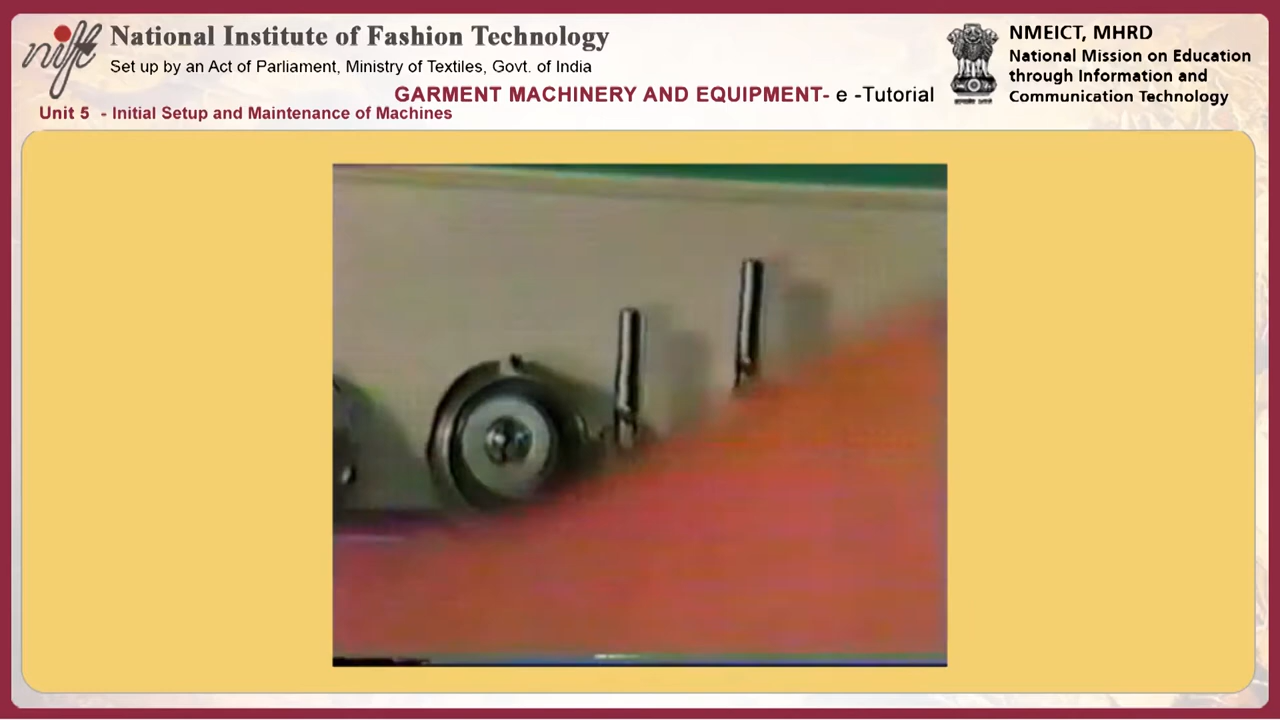 nift
National Institute of Fashion Technology
Set up by an Act of Parliament, Ministry of Textiles, Govt. of India
GARMENT MACHINERY AND EQUIPMENT- e -Tutorial
Unit 5 - Initial Setup and Maintenance of Machines
NMEICT, MHRD
National Mission on Education
through Information and
Communication Technology